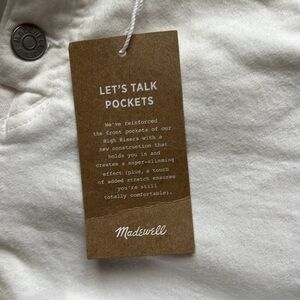 LET'S TALK
POCKETS
We've reinforced
the front pockets of our
High Risers with a
new construction that
holds you in and
creates a super-slimming
effect (plus, a touch
of added stretch ensures
you're still
totally comfortable).
Madewell